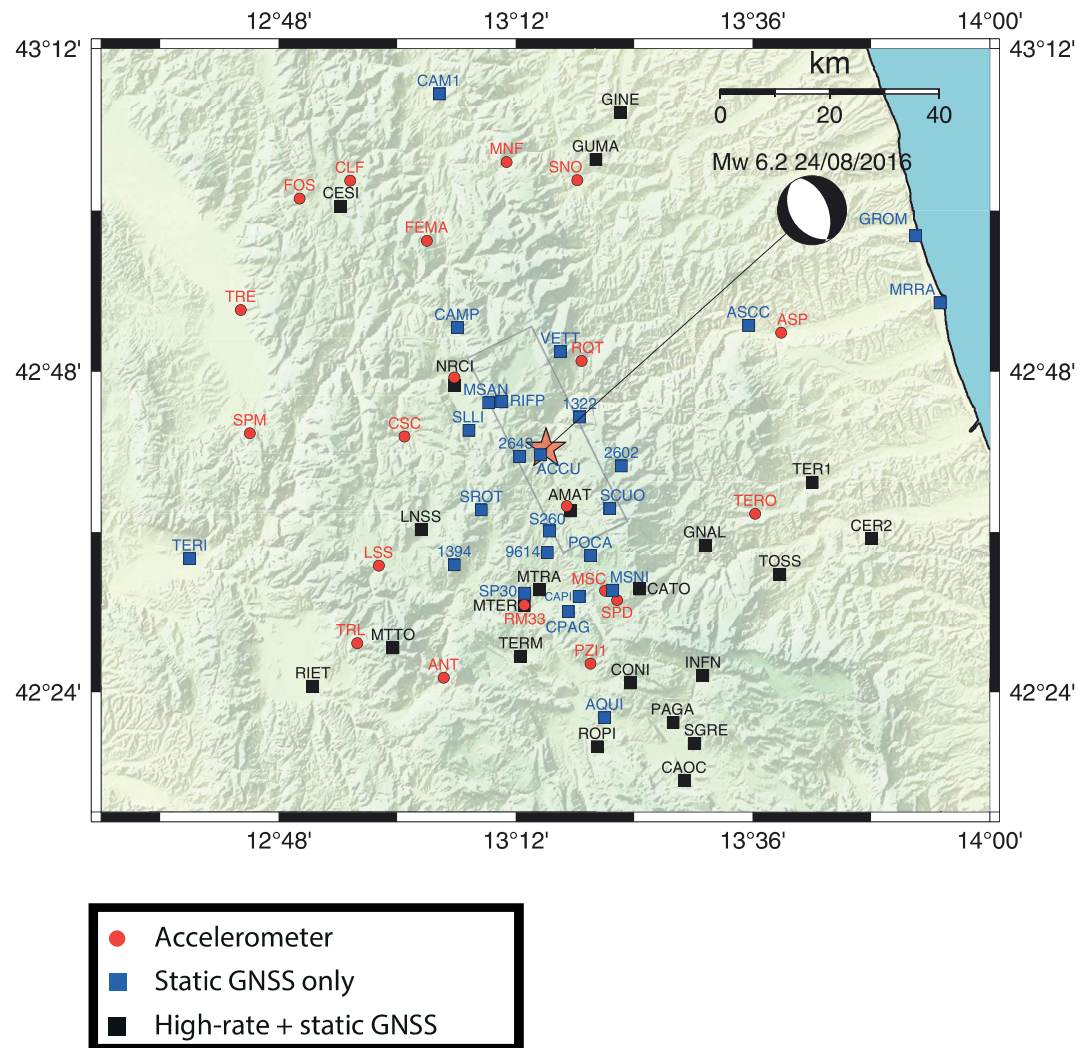 12°48' 13°12' 13°36' 14°00'
43°12' 43°12'
CAM1
km
GINE
0 20 40
MNF
GUMA
CLF
SNO
Mw 6.2 24/08/2016
FOS
CESI
GROM
FEMA
MRRA
TRE
CAMP
ASCC
ASP
VETT
RQT
42°48' 42°48'
NRCI
MSAN
RIFP
1322
SLLI
SPM
CSC
2643
ACCU
2602
TER1
SROT
AMAT
SCUO
TERO
LNSS
S260
CER2
GNAL
TERI
LSS
1394
9614
POCA
TOSS
MTRA
MSC
MSNI
SP30
CAPI
CATO
MTER
RM33
SPD
CPAG
TRL
MTTO
TERM
PZI1
ANT
CONI
INFN
RIET
42°24' 42°24'
AQUI
PAGA
ROPI
SGRE
CAOC
12°48' 13°12' 13°36' 14°00'
Accelerometer
Static GNSS only
High-rate + static GNSS